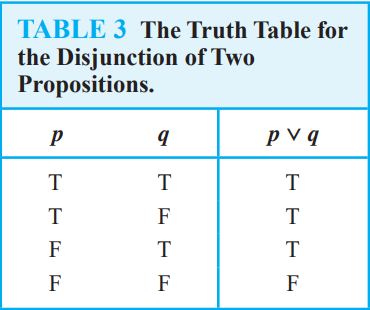 TABLE 3 The Truth Table for
the Disjunction of Two
Propositions.
p q p ∨ q
T T T
T F T
F T T
F F F